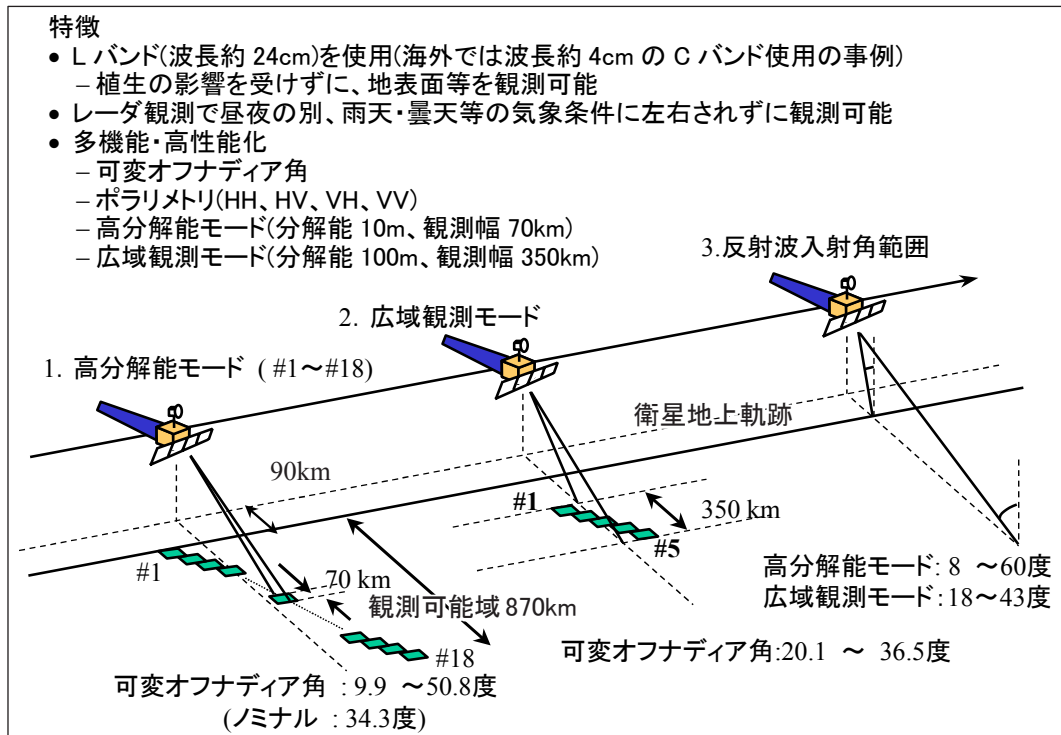 特徴
● L バンド(波長約 24cm)を使用(海外では波長約 4cm の C バンド使用の事例)
– 植生の影響を受けずに、地表面等を観測可能
● レーダ観測で昼夜の別、雨天・曇天等の気象条件に左右されずに観測可能
● 多機能・高性能化
– 可変オフナディア角
– ポラリメトリ(HH、HV、VH、VV)
– 高分解能モード(分解能 10m、観測幅 70km)
– 広域観測モード(分解能 100m、観測幅 350km)
3.反射波入射角範囲
2. 広域観測モード
1. 高分解能モード ( #1〜#18)
衛星地上軌跡
90km
#1
350 km
#5
#1
70 km
観測可能域 870km
#18
高分解能モード: 8 〜60度
広域観測モード:18〜43度
可変オフナディア角:20.1 〜 36.5度
可変オフナディア角 : 9.9 〜50.8度
(ノミナル : 34.3度)